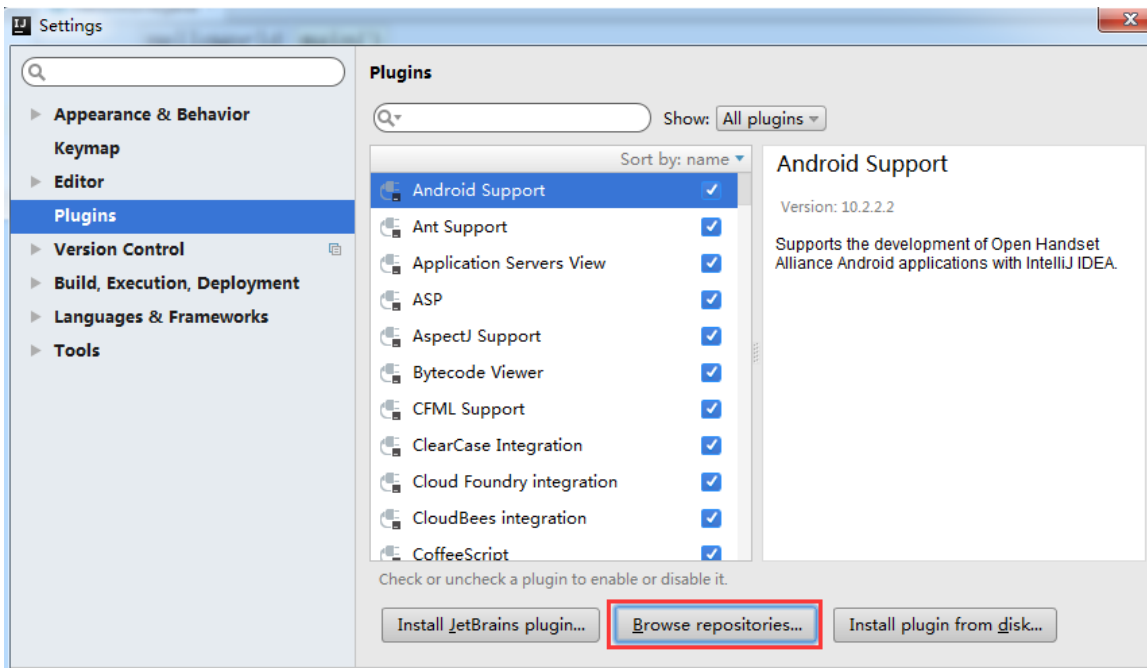 Settings
Plugins
Appearance & Behavior
Keymap
Editor
Plugins
Version Control
Build, Execution, Deployment
Languages & Frameworks
Tools
Show: All plugins
Sort by: name
Android Support
Ant Support
Application Servers View
ASP
AspectJ Support
Bytecode Viewer
CFML Support
ClearCase Integration
Cloud Foundry integration
CloudBees integration
CoffeeScript
Check or uncheck a plugin to enable or disable it.
Android Support
Version: 10.2.2.2
Supports the development of Open Handset
Alliance Android applications with IntelliJ IDEA.
Install JetBrains plugin...
Browse repositories...
Install plugin from disk...